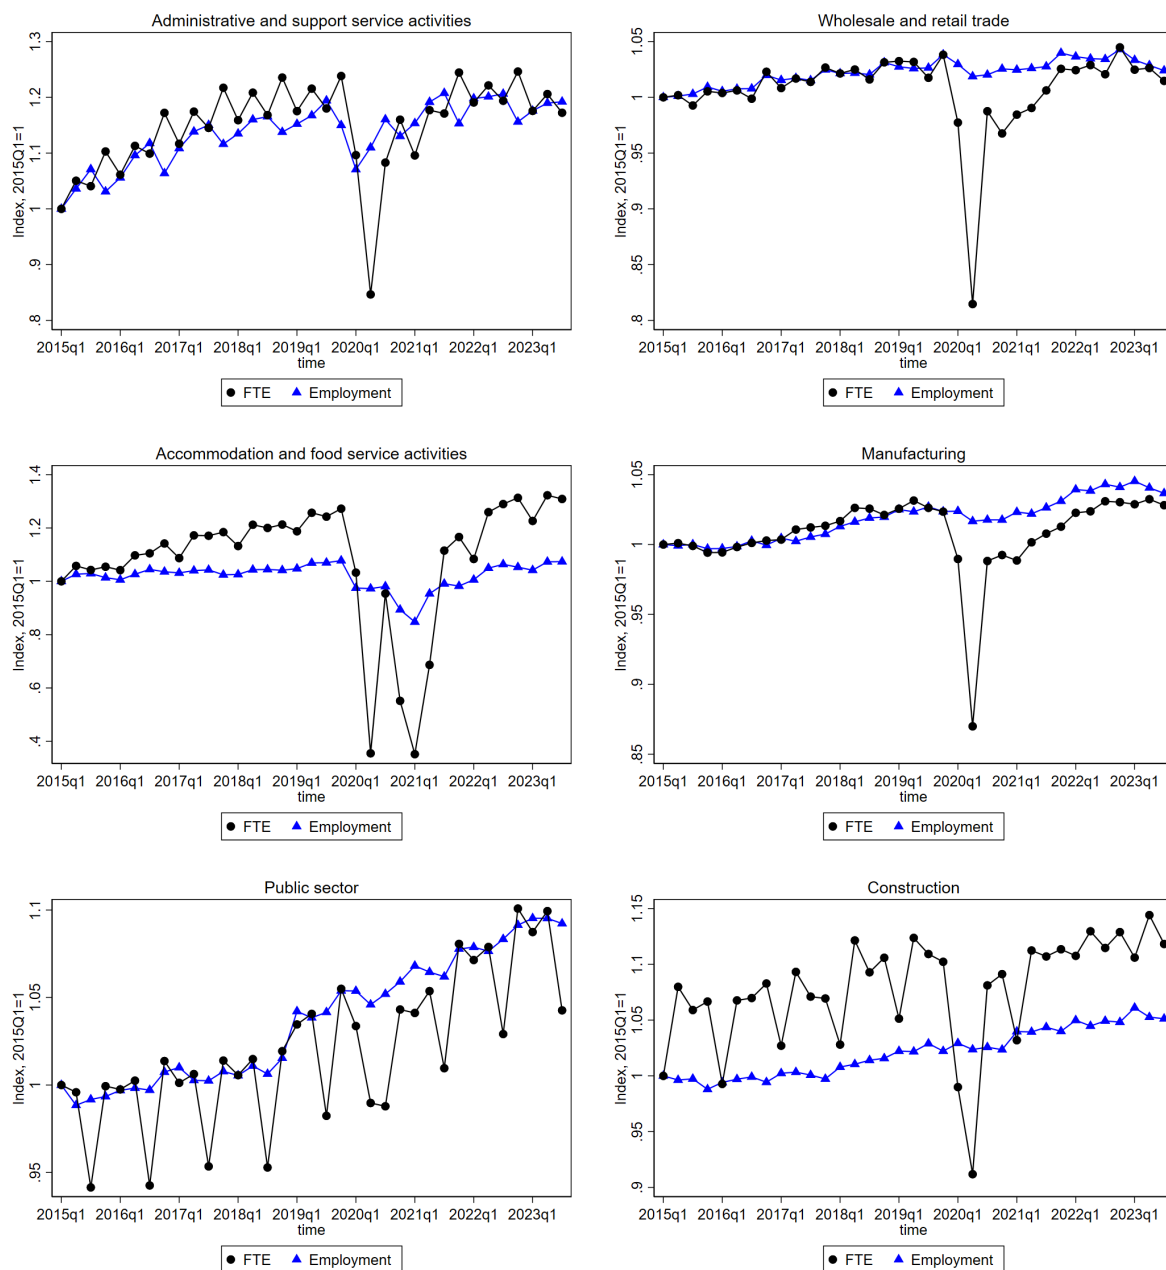 Administrative and support service activities
Index, 2015Q1=1
1.3
1.2
1.1
1
.9
.8
2015q1 2016q1 2017q1 2018q1 2019q1 2020q1 2021q1 2022q1 2023q1
time
FTE Employment
Wholesale and retail trade
Index, 2015Q1=1
1.05
1
.95
.9
.85
.8
2015q1 2016q1 2017q1 2018q1 2019q1 2020q1 2021q1 2022q1 2023q1
time
FTE Employment
Accommodation and food service activities
Index, 2015Q1=1
1.4
1.2
1
.8
.6
.4
2015q1 2016q1 2017q1 2018q1 2019q1 2020q1 2021q1 2022q1 2023q1
time
FTE Employment
Manufacturing
Index, 2015Q1=1
1.05
1
.95
.9
.85
2015q1 2016q1 2017q1 2018q1 2019q1 2020q1 2021q1 2022q1 2023q1
time
FTE Employment
Public sector
Index, 2015Q1=1
1.1
1.05
1
.95
2015q1 2016q1 2017q1 2018q1 2019q1 2020q1 2021q1 2022q1 2023q1
time
FTE Employment
Construction
Index, 2015Q1=1
1.15
1.1
1.05
1
.95
.9
2015q1 2016q1 2017q1 2018q1 2019q1 2020q1 2021q1 2022q1 2023q1
time
FTE Employment